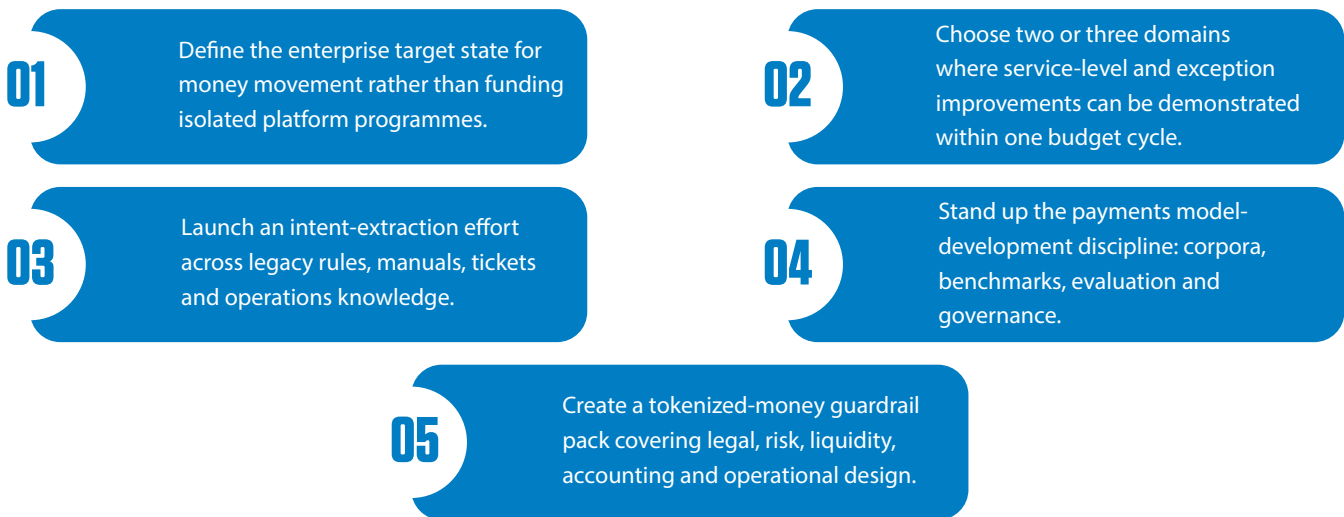 01
Define the enterprise target state for
money movement rather than funding
isolated platform programmes.
02
Choose two or three domains
where service-level and exception
improvements can be demonstrated
within one budget cycle.
03
Launch an intent-extraction effort
across legacy rules, manuals, tickets
and operations knowledge.
04
Stand up the payments model-
development discipline: corpora,
benchmarks, evaluation and
governance.
05
Create a tokenized-money guardrail
pack covering legal, risk, liquidity,
accounting and operational design.